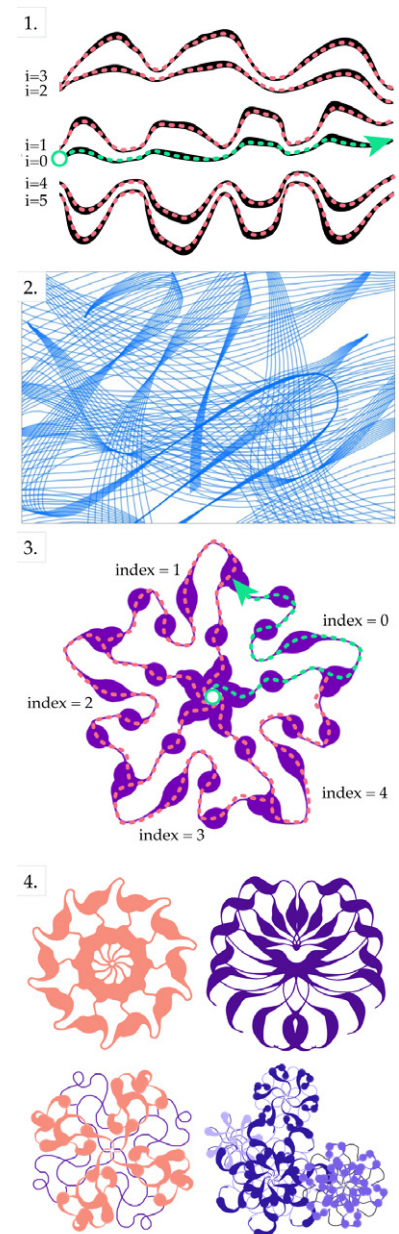 1.
i=3
i=2
i=1
i=0
i=4
i=5
2.
3.
index = 1
index = 0
index = 2
index = 4
index = 3
4.